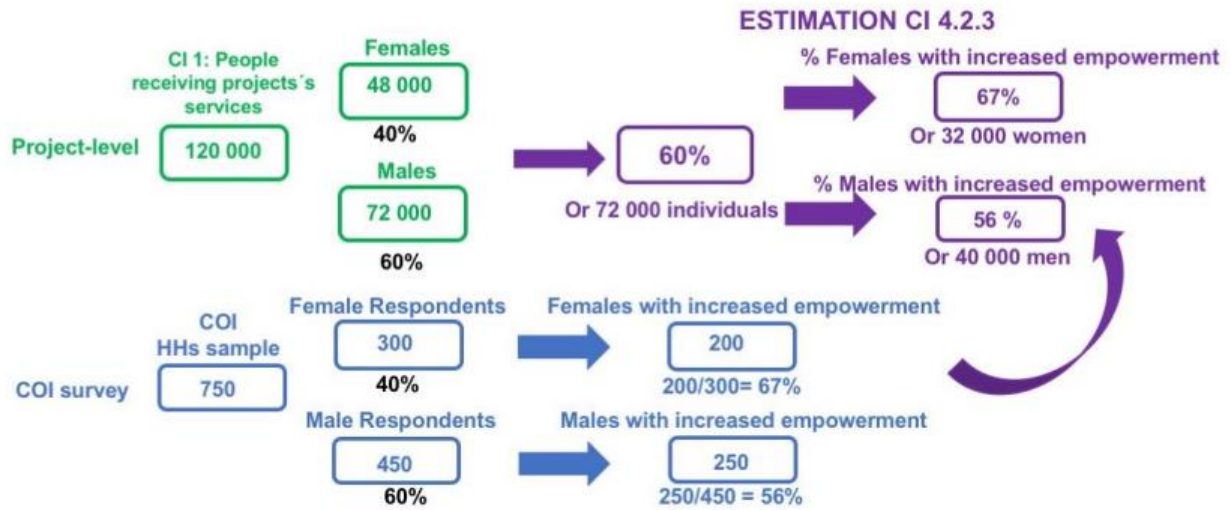 ESTIMATION CI 4.2.3
CI 1: People
receiving projects´s
services
Project-level
120 000
Females
48 000
40%
Males
72 000
60%
60%
Or 72 000 individuals
% Females with increased empowerment
67%
Or 32 000 women
% Males with increased empowerment
56 %
Or 40 000 men
COI
HHs sample
COI survey
750
Female Respondents
300
40%
Females with increased empowerment
200
200/300= 67%
Male Respondents
450
60%
Males with increased empowerment
250
250/450 = 56%